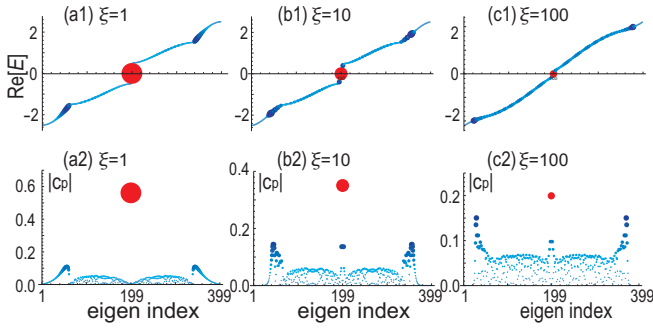 (a1) ξ=1
(b1) ξ=10
(c1) ξ=100
Re[E]
2
0
−2
2
0
−2
2
0
−2
(a2) ξ=1
(b2) ξ=10
(c2) ξ=100
|cp|
|cp|
|cp|
0.6
0.4
0.2
0.0
0.4
0.2
0.0
0.2
0.1
0.0
1 199 399
1 199 399
1 199 399
eigen index
eigen index
eigen index